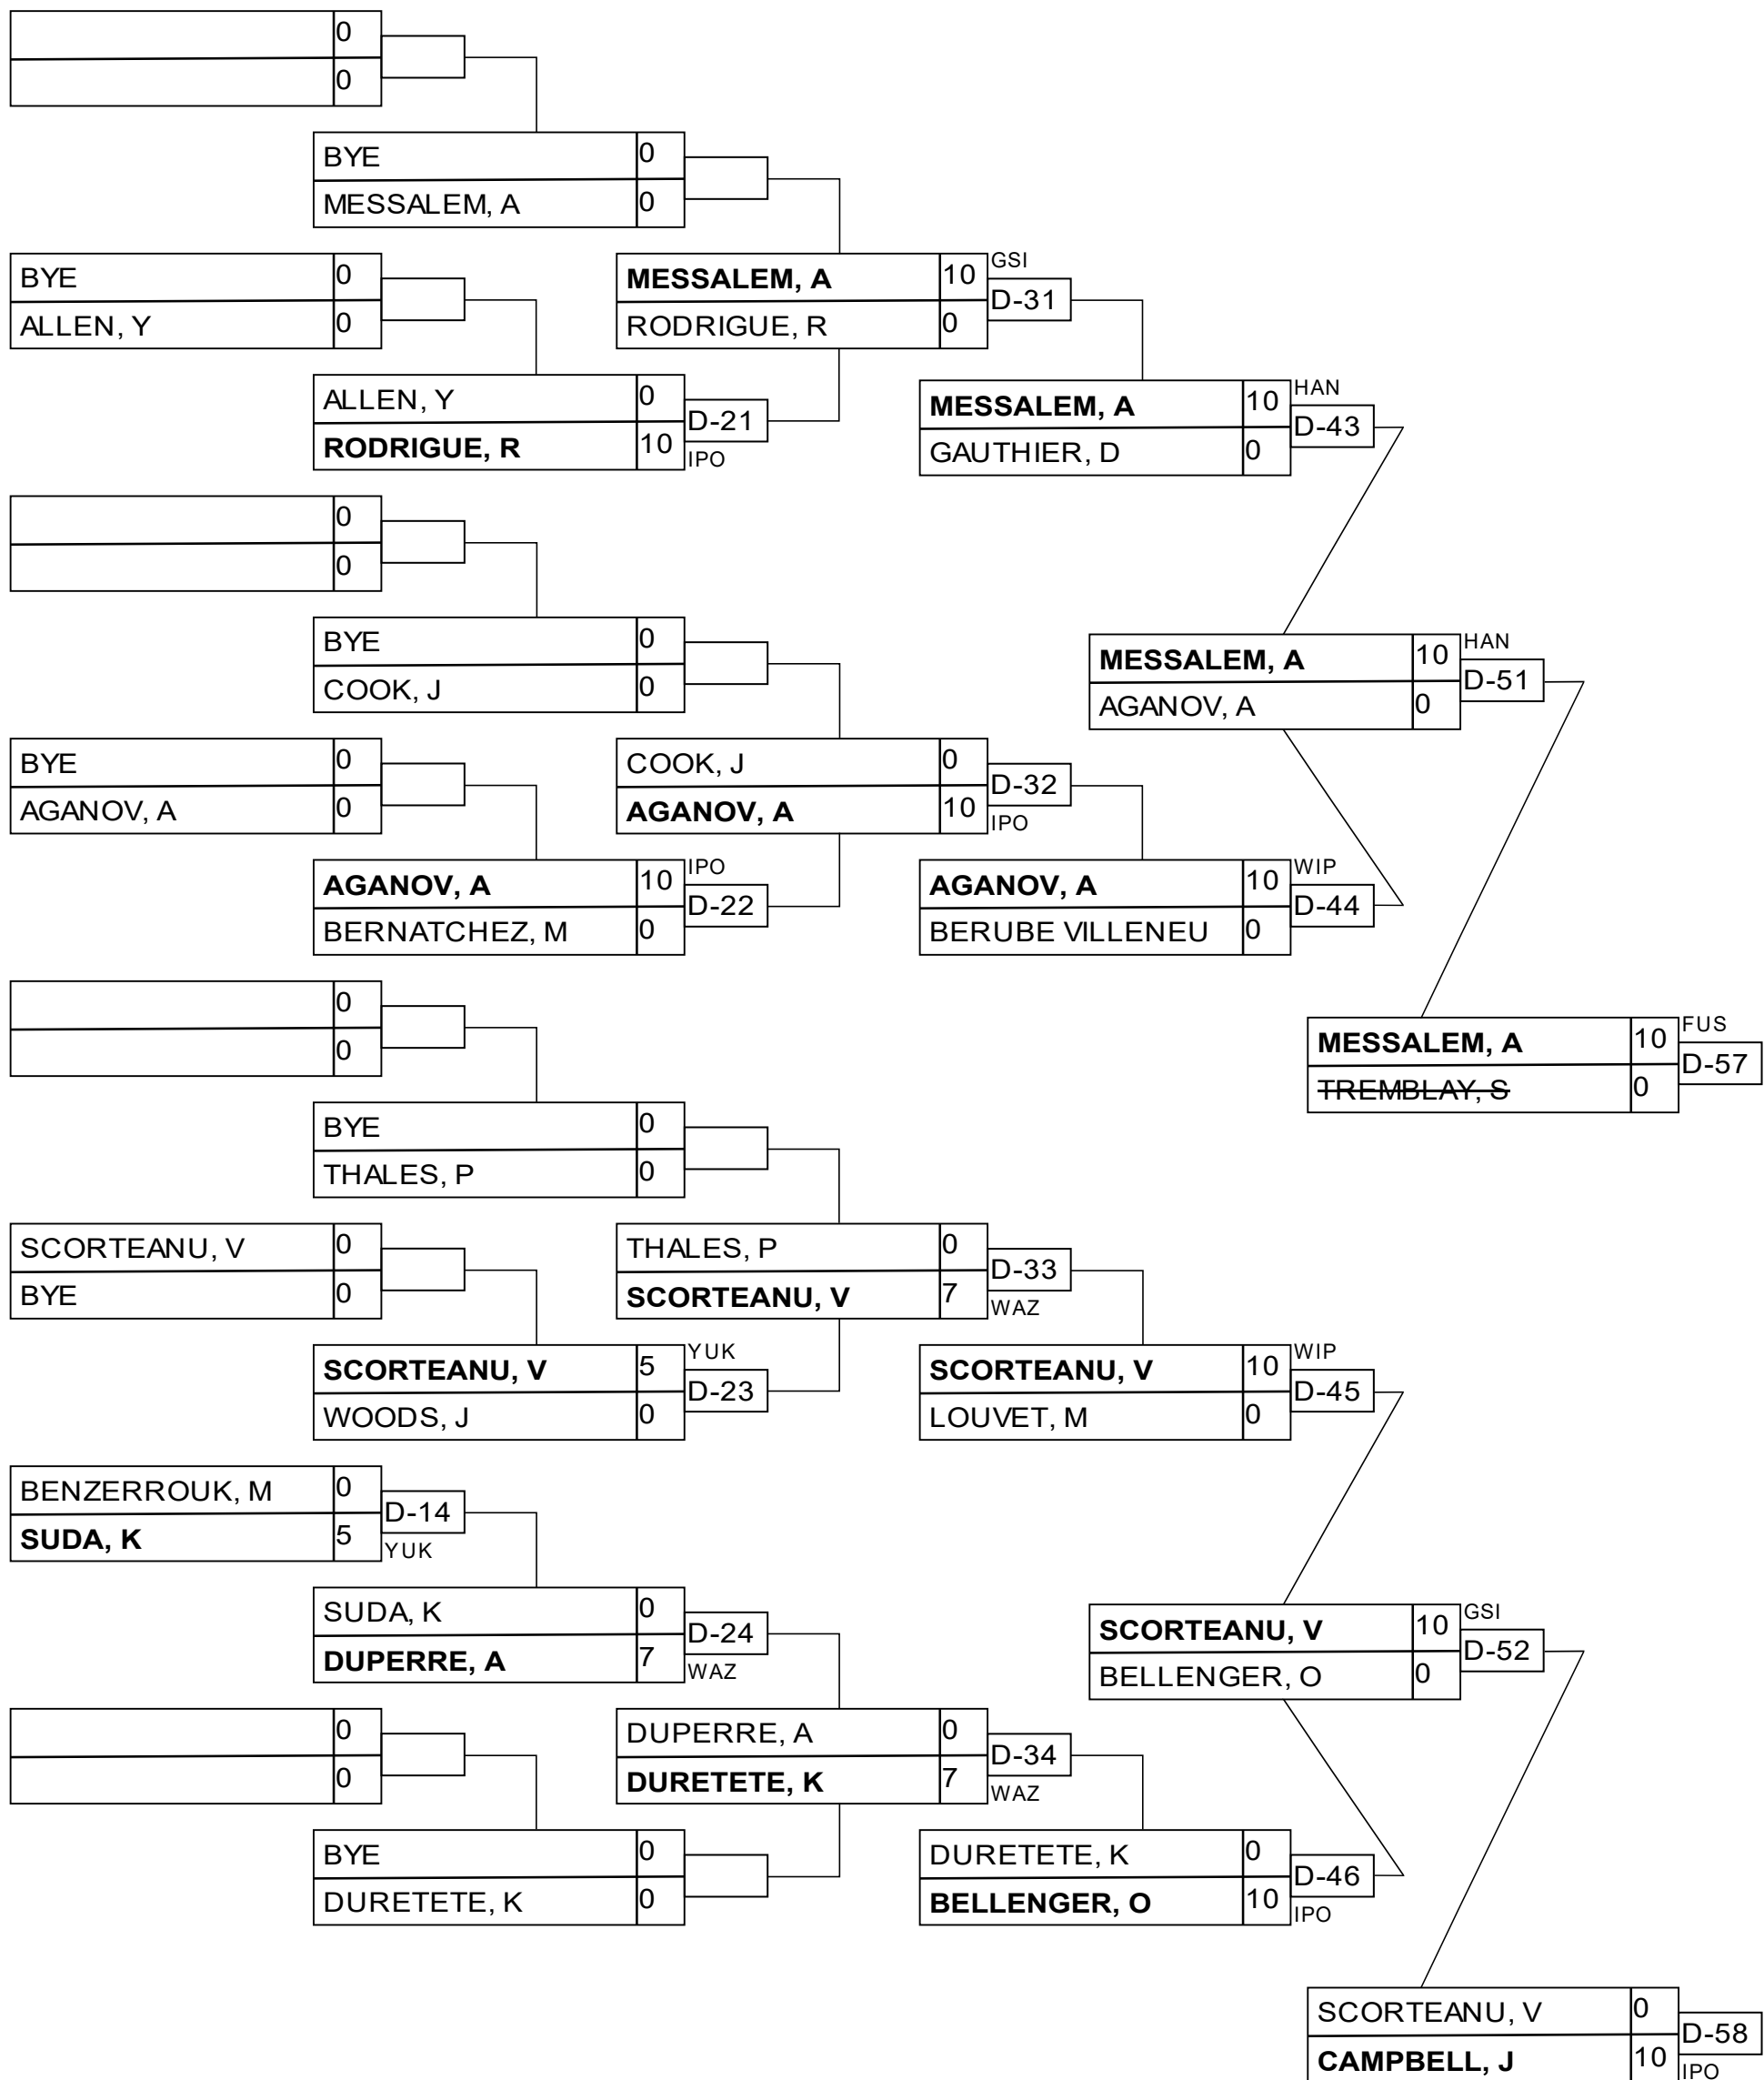 0
0
BYE 0
MESSALEM, A 0
BYE 0
ALLEN, Y 0
MESSALEM, A 10 GSI
D-31
RODRIGUE, R 0
ALLEN, Y 0
D-21
RODRIGUE, R 10 IPO
MESSALEM, A 10 HAN
D-43
GAUTHIER, D 0
0
0
BYE 0
COOK, J 0
MESSALEM, A 10 HAN
D-51
AGANOV, A 0
BYE 0
AGANOV, A 0
COOK, J 0
D-32
AGANOV, A 10 IPO
AGANOV, A 10 IPO
D-22
BERNATCHEZ, M 0
AGANOV, A 10 WIP
D-44
BERUBE VILLENEU 0
0
0
MESSALEM, A 10 FUS
D-57
TREMBLAY, S 0
BYE 0
THALES, P 0
SCORTEANU, V 0
BYE 0
THALES, P 0
D-33
SCORTEANU, V 7 WAZ
SCORTEANU, V 5 YUK
D-23
WOODS, J 0
SCORTEANU, V 10 WIP
D-45
LOUVET, M 0
BENZERROUK, M 0
D-14
SUDA, K 5 YUK
SUDA, K 0
D-24
DUPERRE, A 7 WAZ
SCORTEANU, V 10 GSI
D-52
BELLENGER, O 0
0
0
DUPERRE, A 0
D-34
DURETETE, K 7 WAZ
BYE 0
DURETETE, K 0
DURETETE, K 0
D-46
BELLENGER, O 10 IPO
SCORTEANU, V 0
D-58
CAMPBELL, J 10 IPO